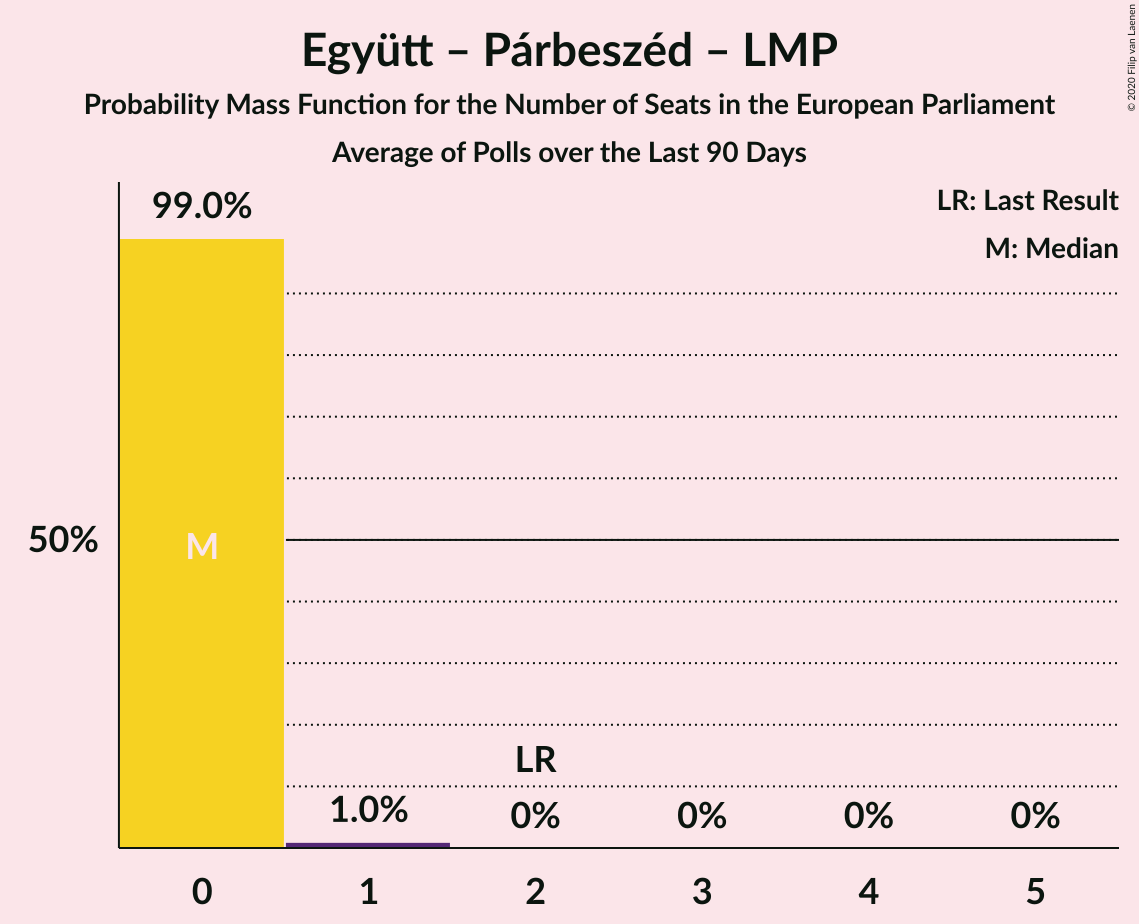 Együtt – Párbeszéd – LMP
Probability Mass Function for the Number of Seats in the European Parliament
Average of Polls over the Last 90 Days
© 2020 Filip van Laenen
LR: Last Result
M: Median
99.0%
50%
M
LR
1.0%
0%
0%
0%
0%
0
1
2
3
4
5